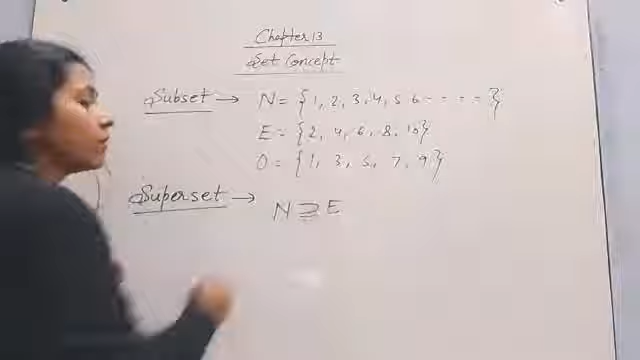 Chapter 13
Set Concept
Subset → N = {1, 2, 3, 4, 5 6 - - - - }
E = {2, 4, 6, 8, 10}
O = {1, 3, 5, 7, 9}
Superset → N ⊇ E